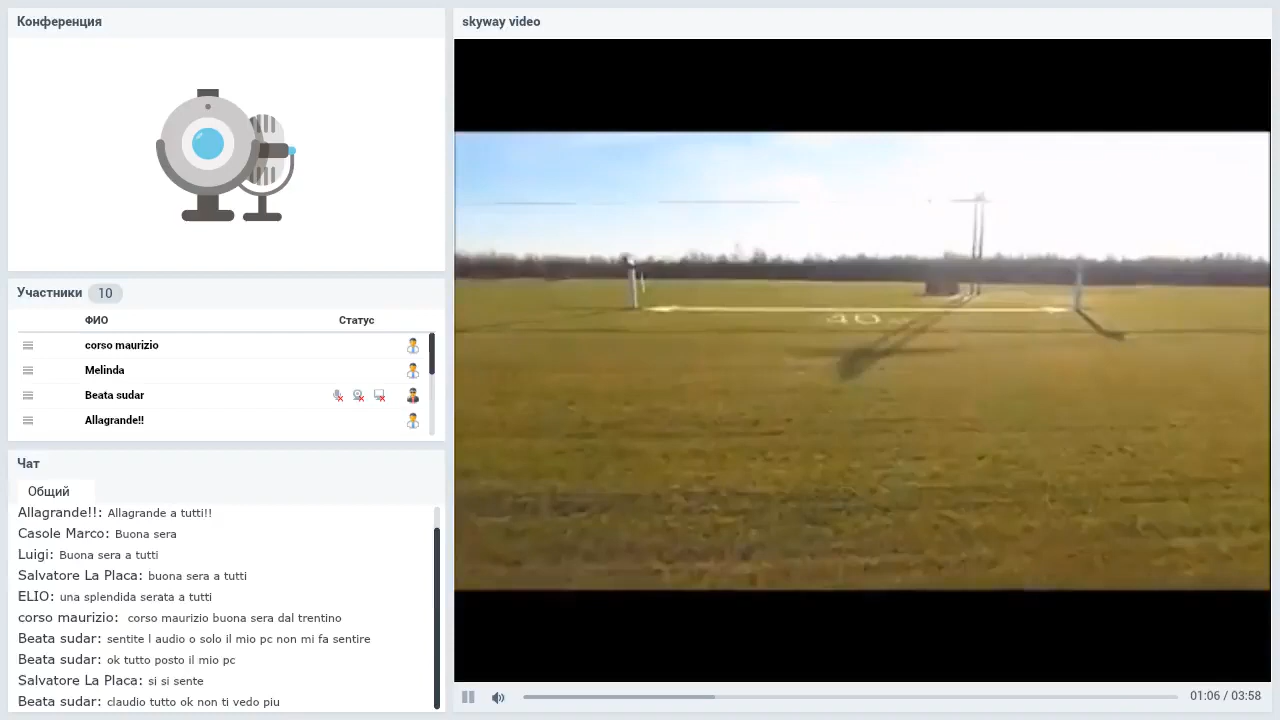 Конференция
skyway video
Участники 10
ФИО Статус
corso maurizio
Melinda
Beata sudar
Allagrande!!
Чат
Общий
Allagrande!!: Allagrande a tutti!!
Casole Marco: Buona sera
Luigi: Buona sera a tutti
Salvatore La Placa: buona sera a tutti
ELIO: una splendida serata a tutti
corso maurizio: corso maurizio buona sera dal trentino
Beata sudar: sentite l audio o solo il mio pc non mi fa sentire
Beata sudar: ok tutto posto il mio pc
Salvatore La Placa: si si sente
Beata sudar: claudio tutto ok non ti vedo piu
40
01:06 / 03:58